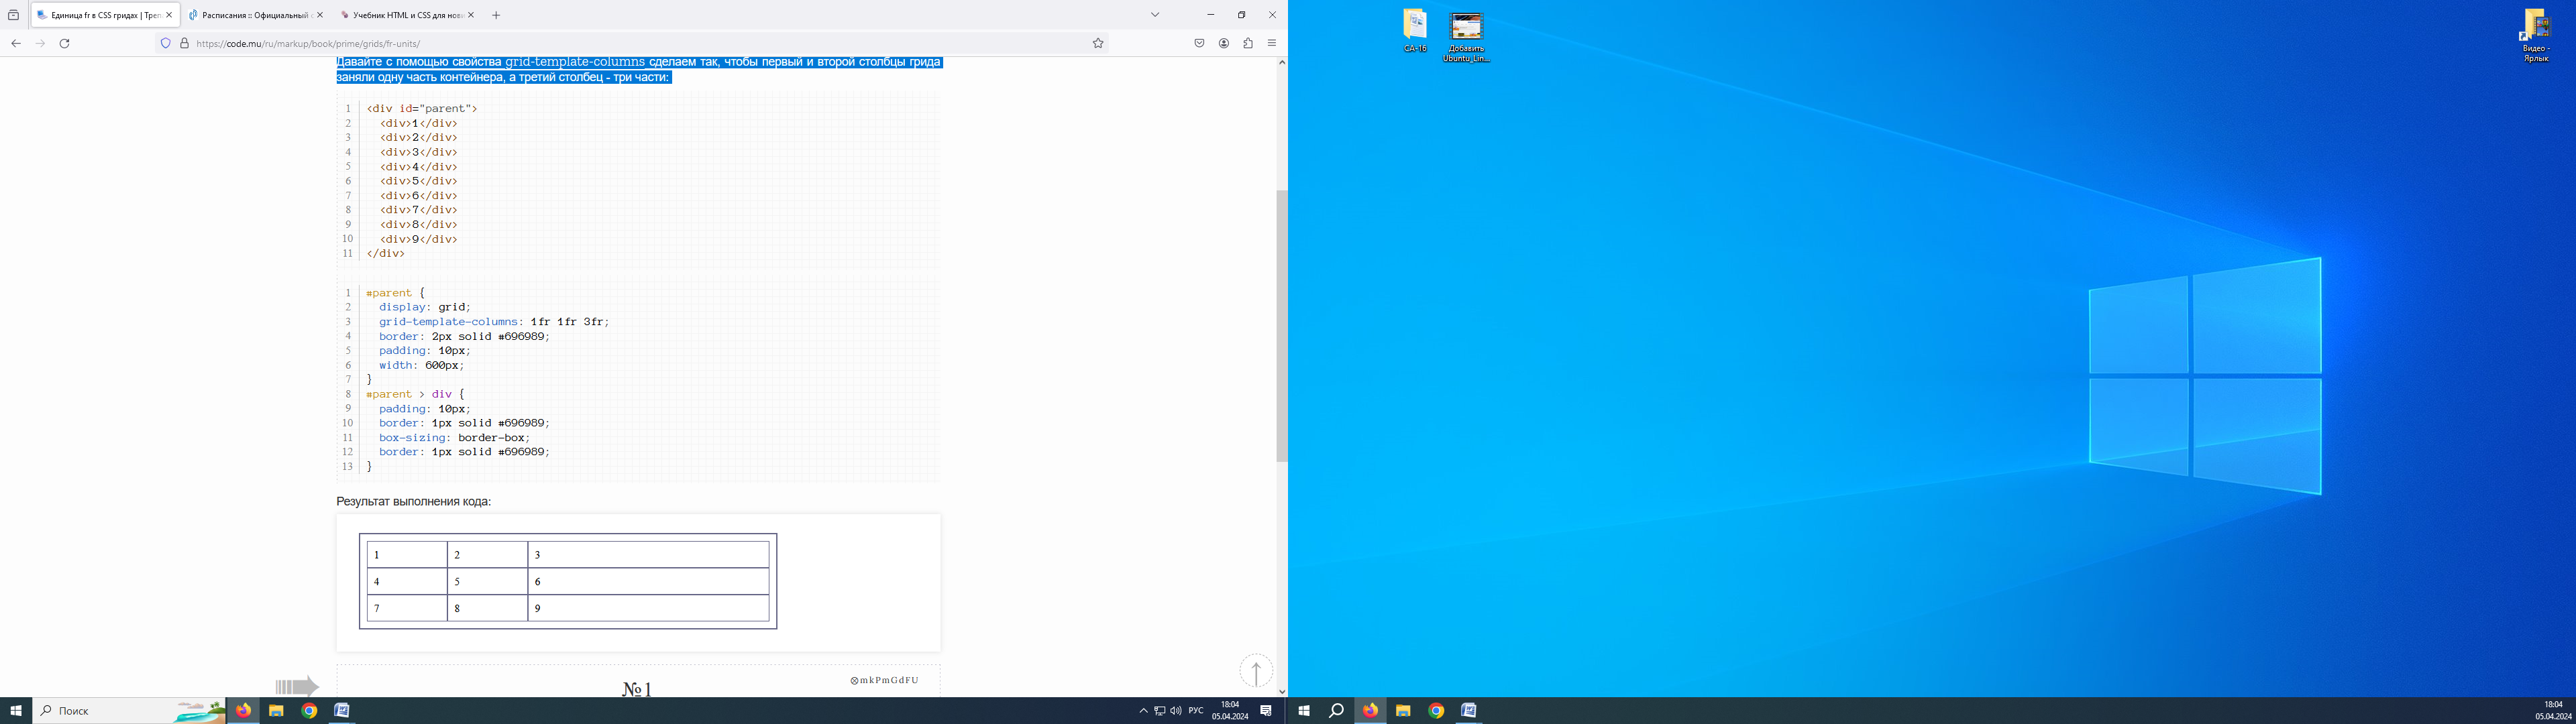 Единица fr в CSS гридах | Треп
Расписания :: Официальный с
Учебник HTML и CSS для нови
https://code.mu/ru/markup/book/prime/grids/fr-units/
Давайте с помощью свойства grid-template-columns сделаем так, чтобы первый и второй столбцы грида
заняли одну часть контейнера, а третий столбец - три части:
1 <div id="parent">
2 <div>1</div>
3 <div>2</div>
4 <div>3</div>
5 <div>4</div>
6 <div>5</div>
7 <div>6</div>
8 <div>7</div>
9 <div>8</div>
10 <div>9</div>
11 </div>
1 #parent {
2 display: grid;
3 grid-template-columns: 1fr 1fr 3fr;
4 border: 2px solid #696989;
5 padding: 10px;
6 width: 600px;
7 }
8 #parent > div {
9 padding: 10px;
10 border: 1px solid #696989;
11 box-sizing: border-box;
12 border: 1px solid #696989;
13 }
Результат выполнения кода:
1 2 3
4 5 6
7 8 9
№1
⊗mkPmGdFU
Поиск
РУС
18:04
05.04.2024
СА-16
Добавить
Ubuntu_Lin...
Видео -
Ярлык
18:04
05.04.2024